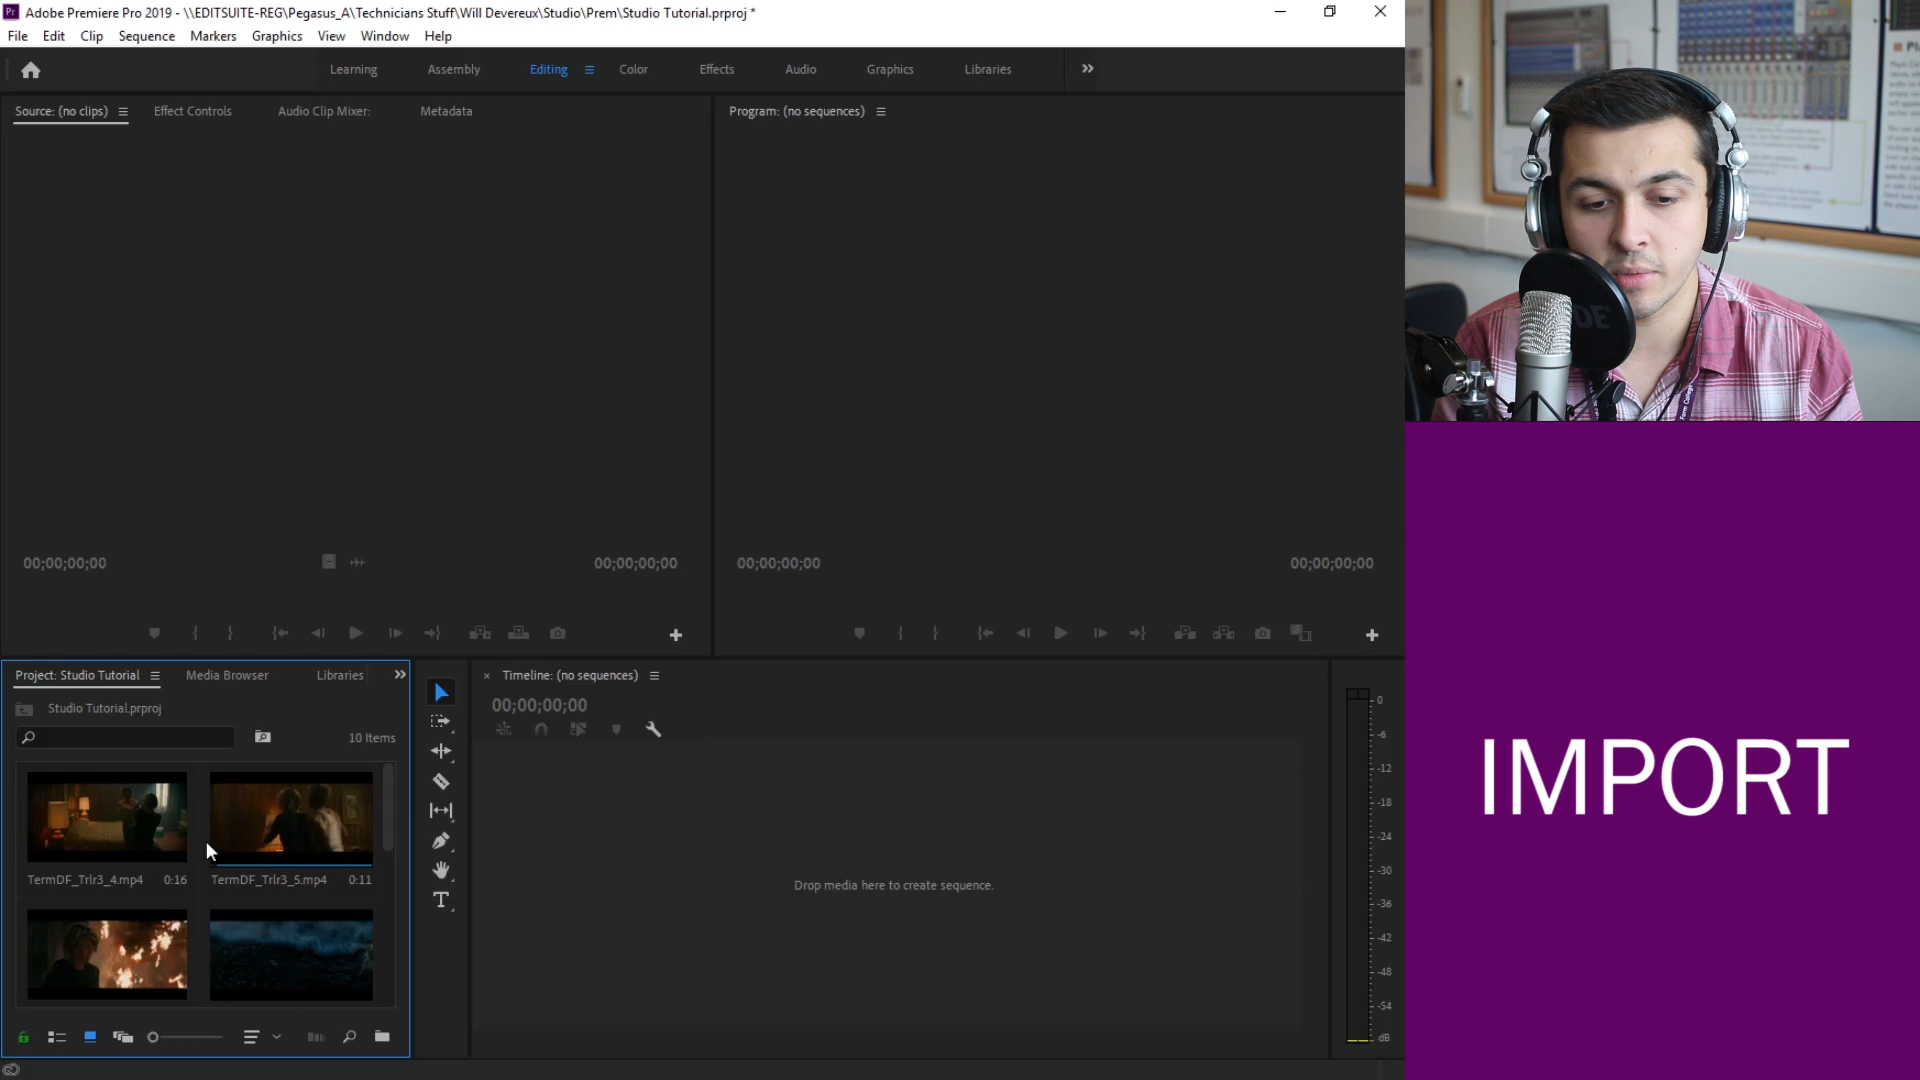 Pr Adobe Premiere Pro 2019 - \\EDITSUITE-REG\Pegasus_A\Technicians Stuff\Will Devereux\Studio\Prem\Studio Tutorial.prproj *
File Edit Clip Sequence Markers Graphics View Window Help
Learning Assembly Editing Color Effects Audio Graphics Libraries
Source: (no clips) Effect Controls Audio Clip Mixer: Metadata
Program: (no sequences)
00;00;00;00 00;00;00;00
00;00;00;00 00;00;00;00
Project: Studio Tutorial Media Browser Libraries
Studio Tutorial.prproj
10 Items
TermDF_Trlr3_4.mp4 0:16
TermDF_Trlr3_5.mp4 0:11
× Timeline: (no sequences)
00;00;00;00
Drop media here to create sequence.
0
-6
-12
-18
-24
-30
-36
-42
-48
-54
dB
IMPORT